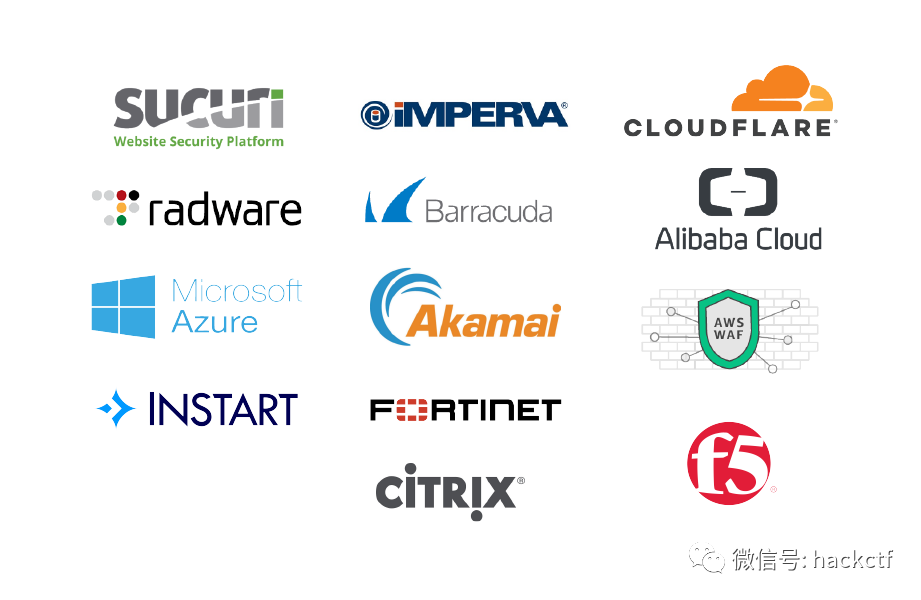 sucuri
Website Security Platform
iMPERVA®
CLOUDFLARE®
radware
Barracuda
Alibaba Cloud
Microsoft
Azure
Akamai
AWS
WAF
INSTART
FORTINET
f5®
CiTRIX®
微信号: hackctf